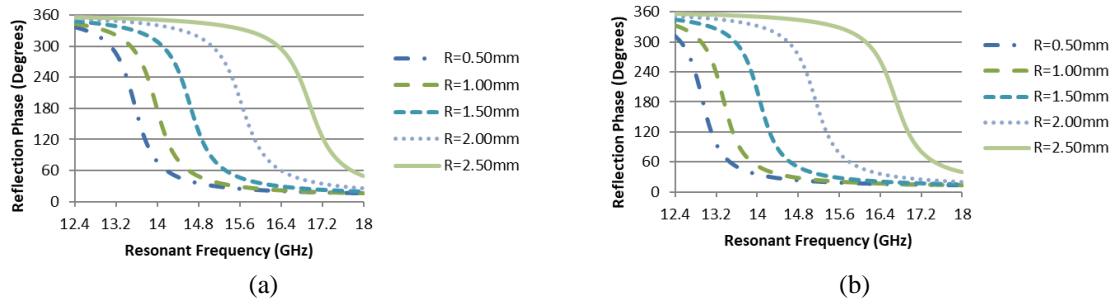 Reflection Phase (Degrees)
360
300
240
180
120
60
0
12.4 13.2 14 14.8 15.6 16.4 17.2 18
Resonant Frequency (GHz)
R=0.50mm
R=1.00mm
R=1.50mm
R=2.00mm
R=2.50mm
(a)
Reflection Phase (Degrees)
360
300
240
180
120
60
0
12.4 13.2 14 14.8 15.6 16.4 17.2 18
Resonant Frequency (GHz)
R=0.50mm
R=1.00mm
R=1.50mm
R=2.00mm
R=2.50mm
(b)